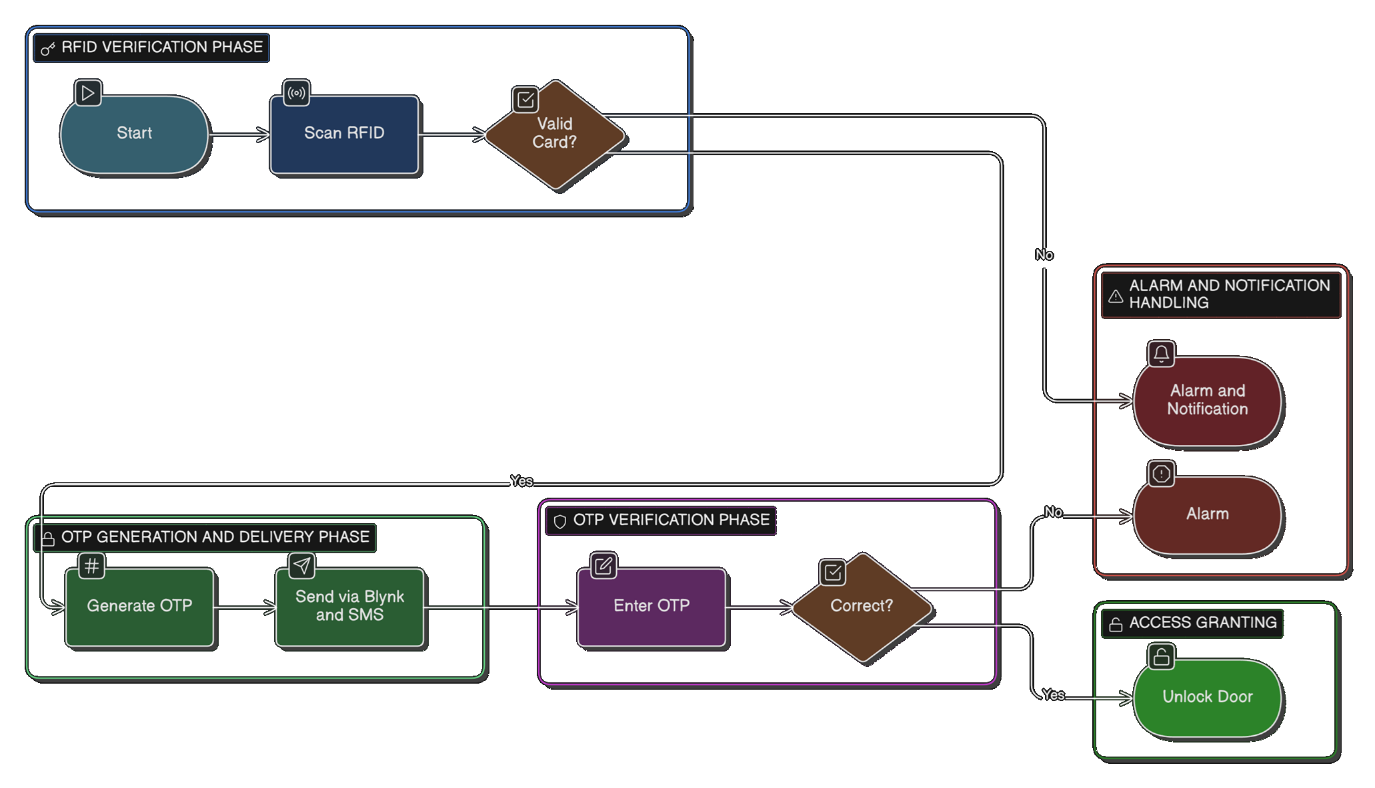 RFID VERIFICATION PHASE
Start
Scan RFID
Valid
Card?
No
ALARM AND NOTIFICATION
HANDLING
Alarm and
Notification
Yes
OTP GENERATION AND DELIVERY PHASE
Generate OTP
Send via Blynk
and SMS
OTP VERIFICATION PHASE
Enter OTP
Correct?
No
Alarm
Yes
ACCESS GRANTING
Unlock Door